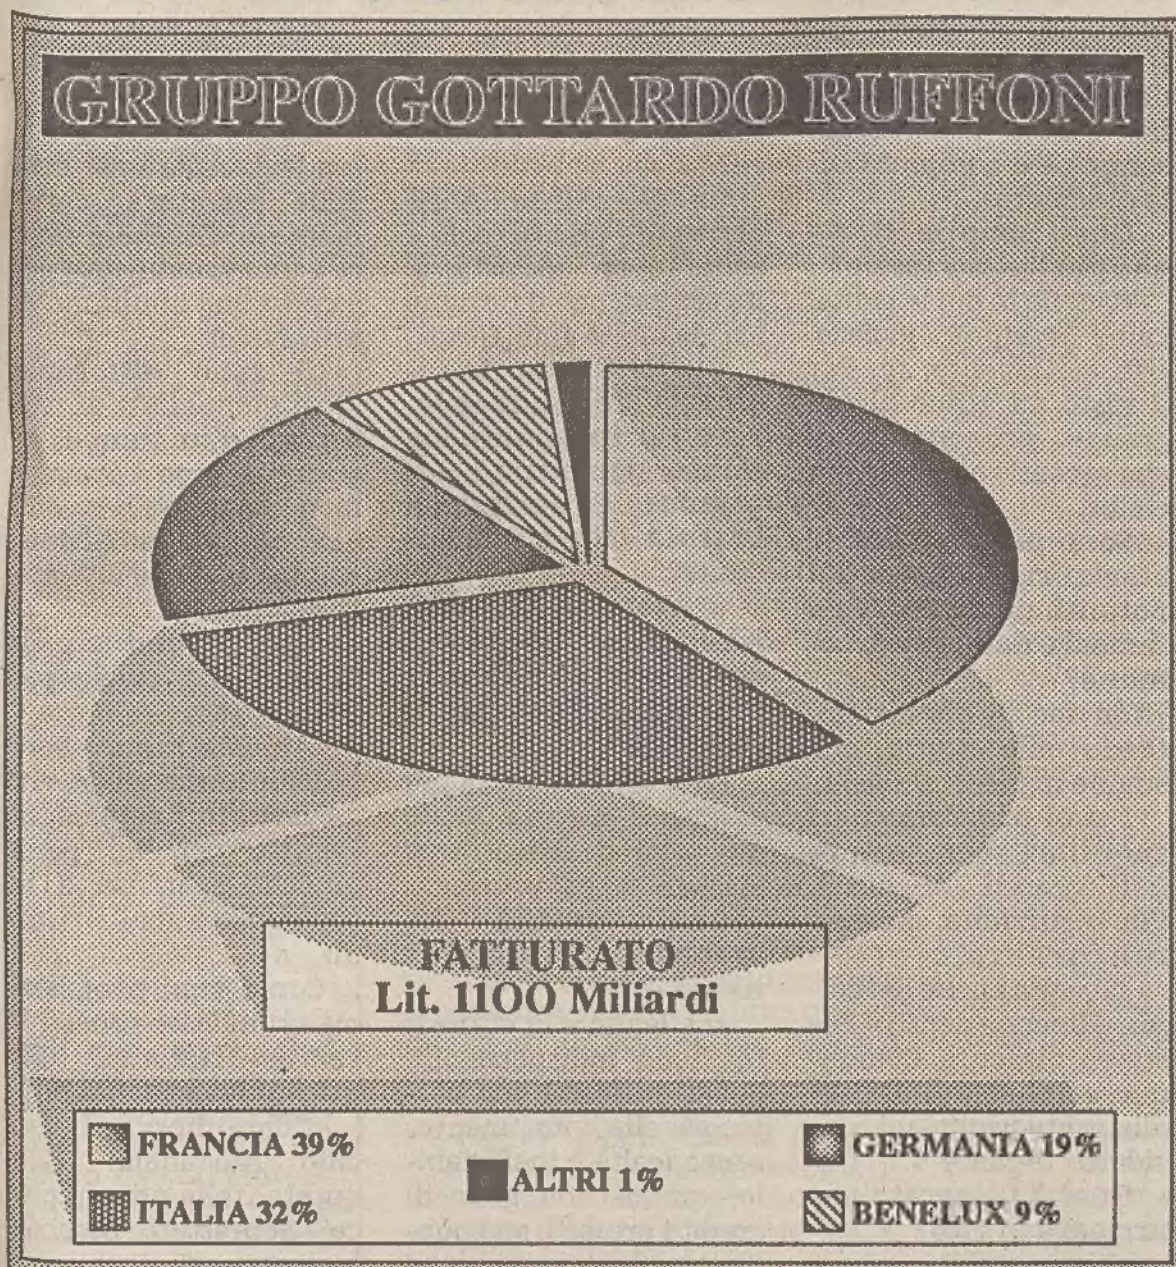 GRUPPO GOTTARDO RUFFONI
FATTURATO
Lit. 1100 Miliardi
FRANCIA 39%
ITALIA 32%
ALTRI 1%
GERMANIA 19%
BENELUX 9%